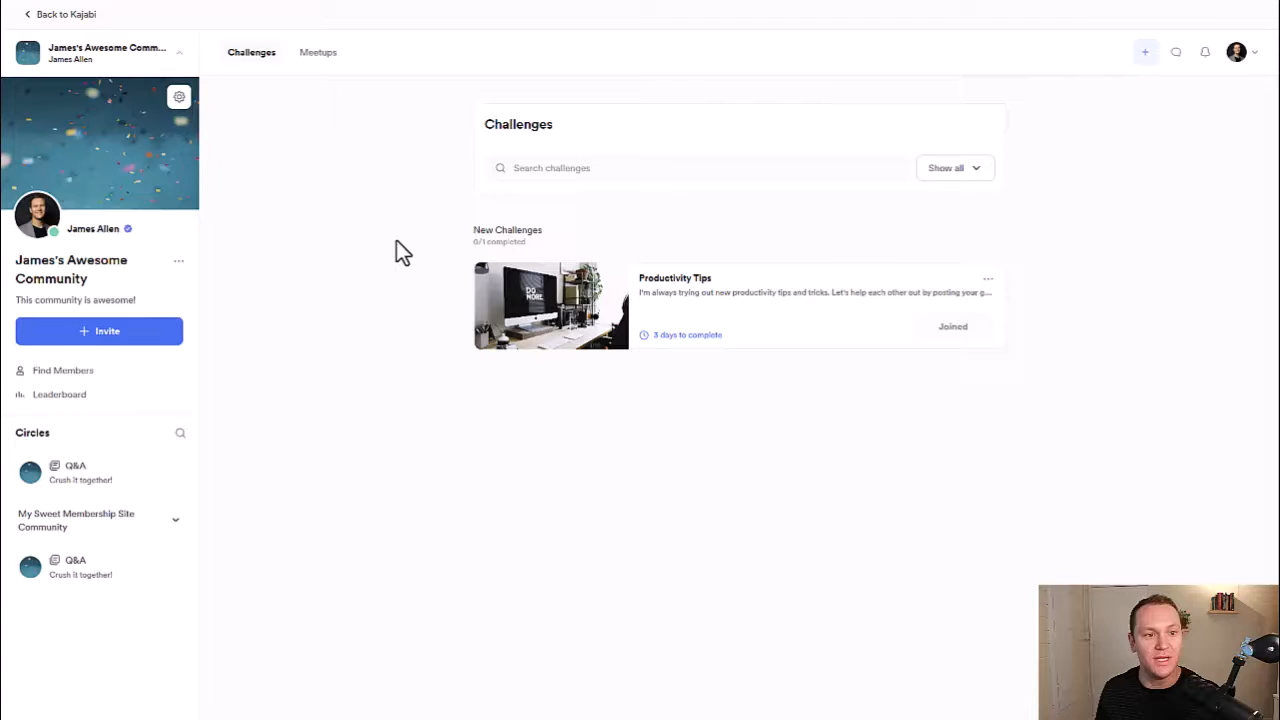 Back to Kajabi
James's Awesome Comm...
James Allen
Challenges
Meetups
James Allen
James's Awesome
Community
This community is awesome!
Invite
Find Members
Leaderboard
Circles
Q&A
Crush it together!
My Sweet Membership Site
Community
Q&A
Crush it together!
Challenges
Search challenges
Show all
New Challenges
0/1 completed
DO
MORE.
Productivity Tips
I'm always trying out new productivity tips and tricks. Let's help each other out by posting your g...
3 days to complete
Joined